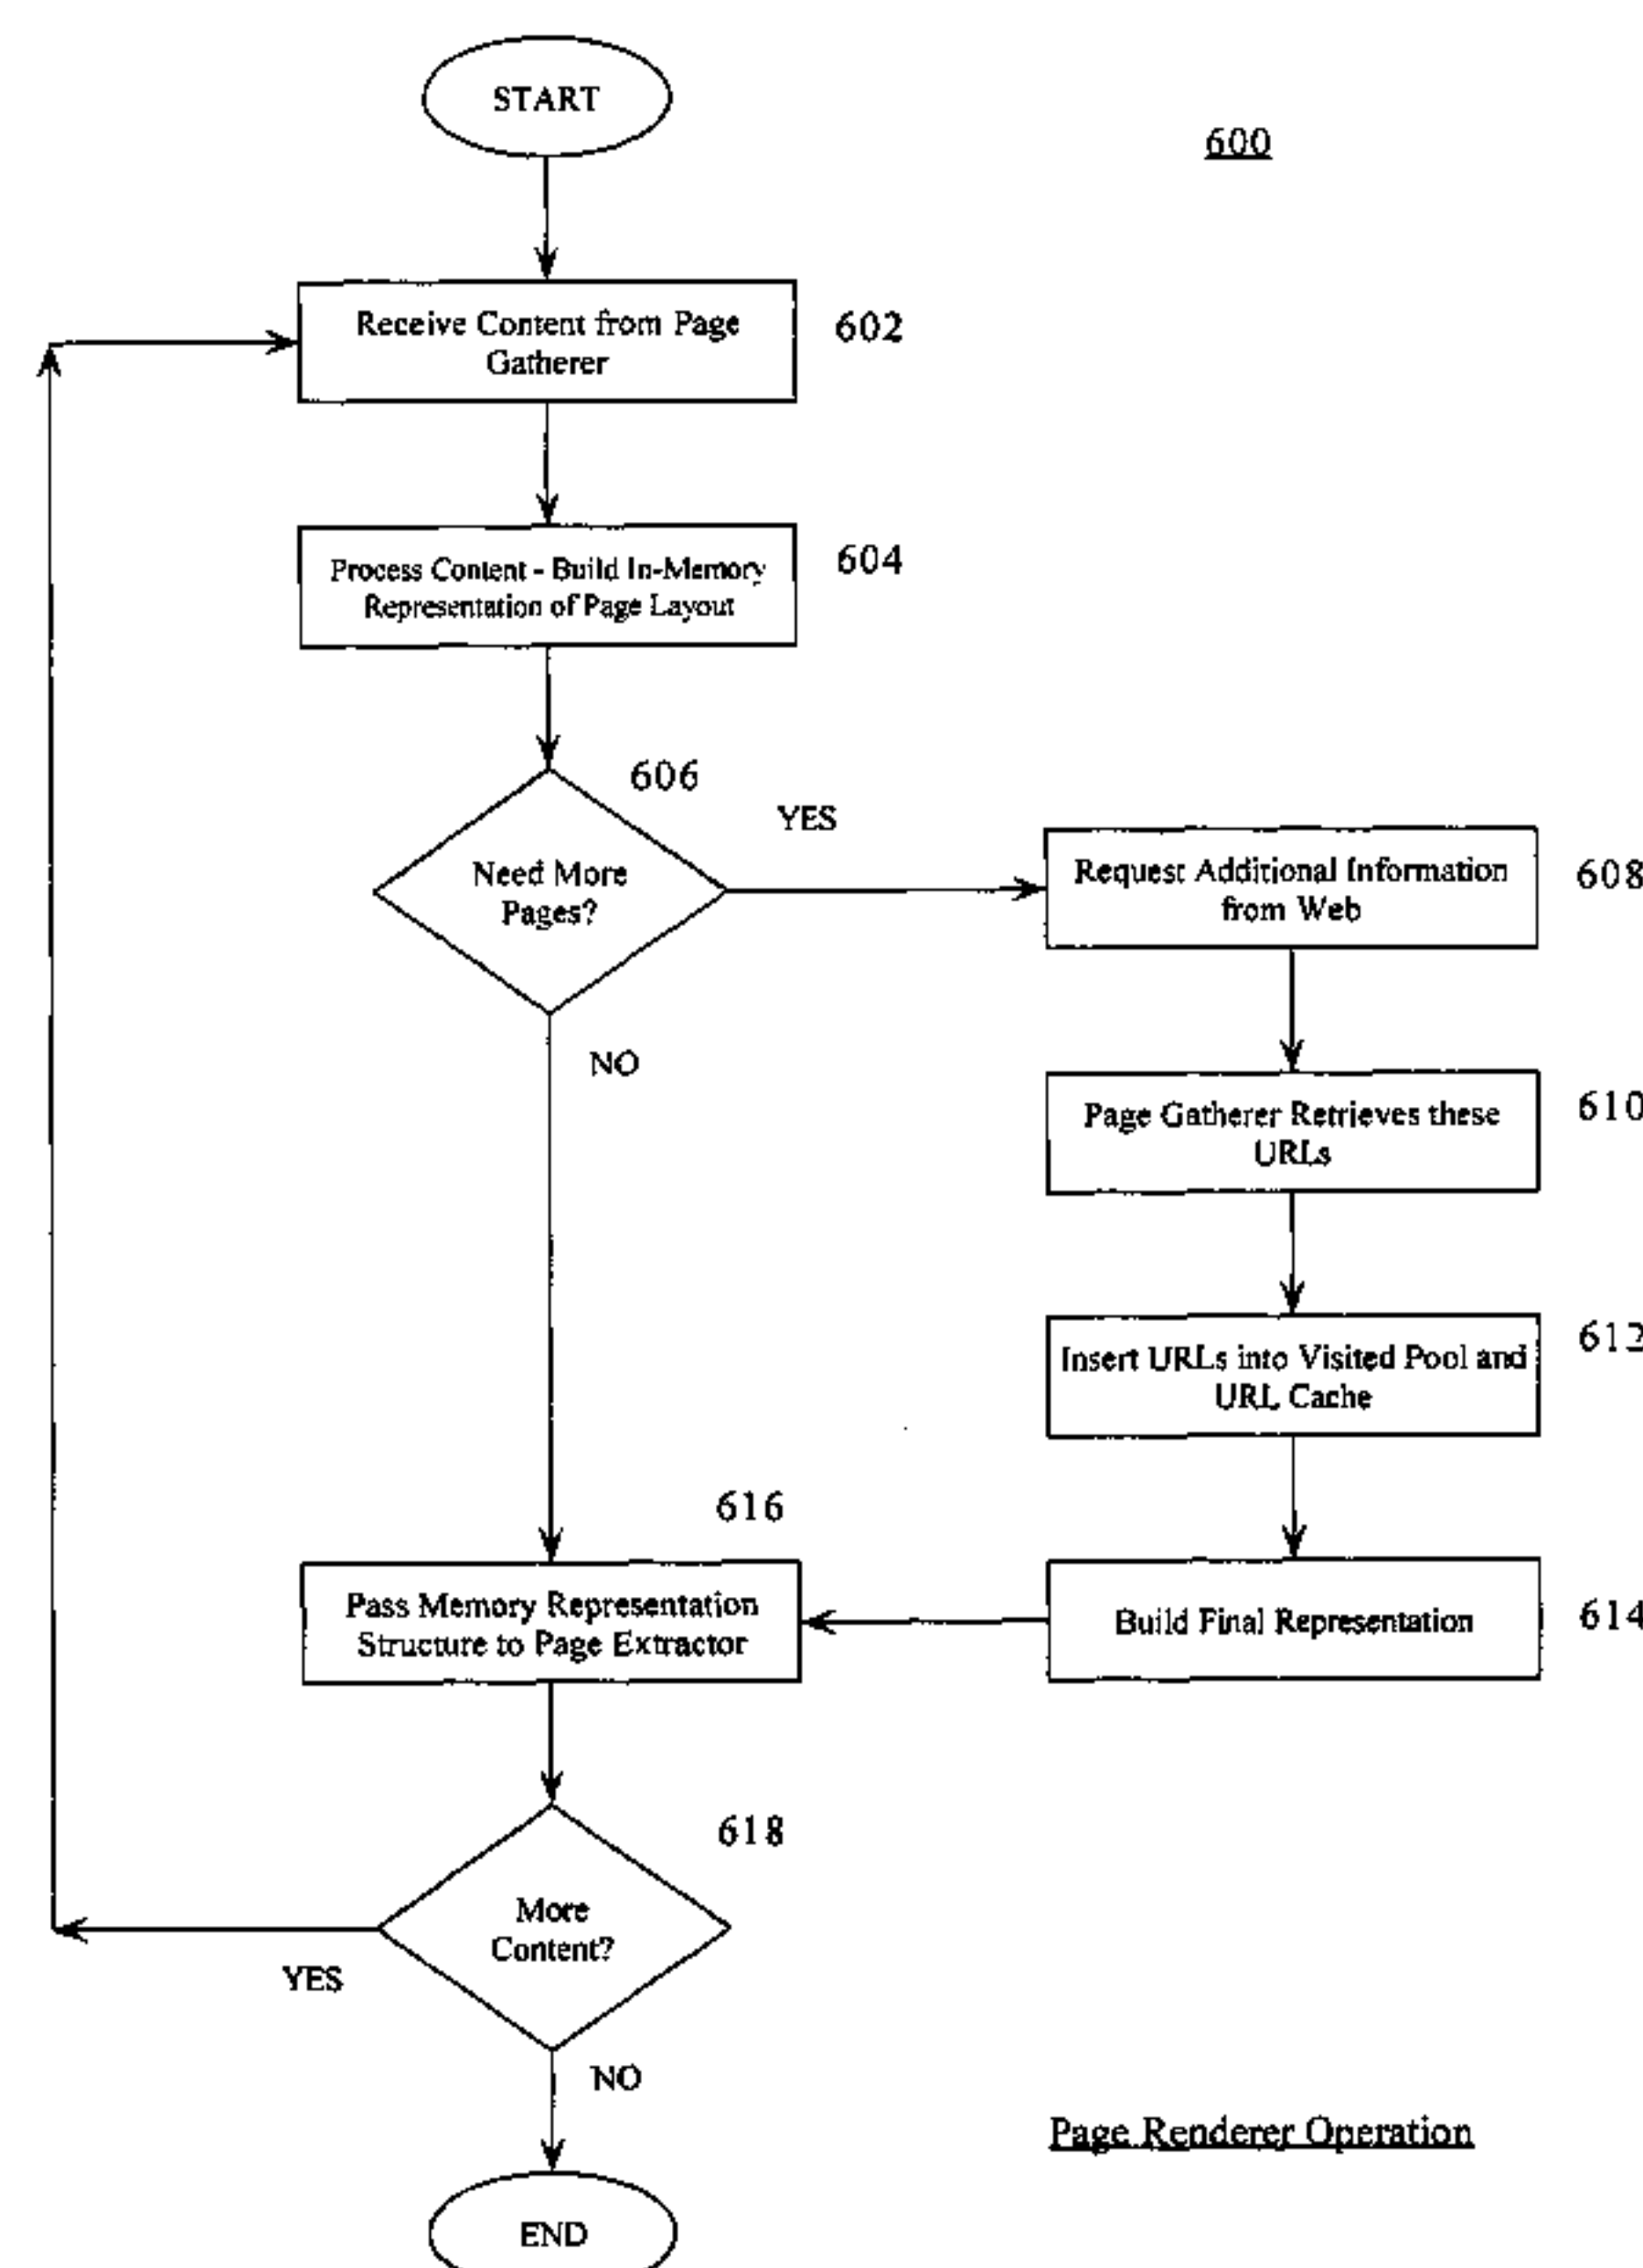 START
600
Receive Content from Page
Gatherer
602
Process Content - Build In-Memory
Representation of Page Layout
604
606
Need More
Pages?
YES
NO
Request Additional Information
from Web
608
Page Gatherer Retrieves these
URLs
610
Insert URLs into Visited Pool and
URL Cache
612
616
Pass Memory Representation
Structure to Page Extractor
Build Final Representation
614
618
More
Content?
YES
NO
Page Renderer Operation
END